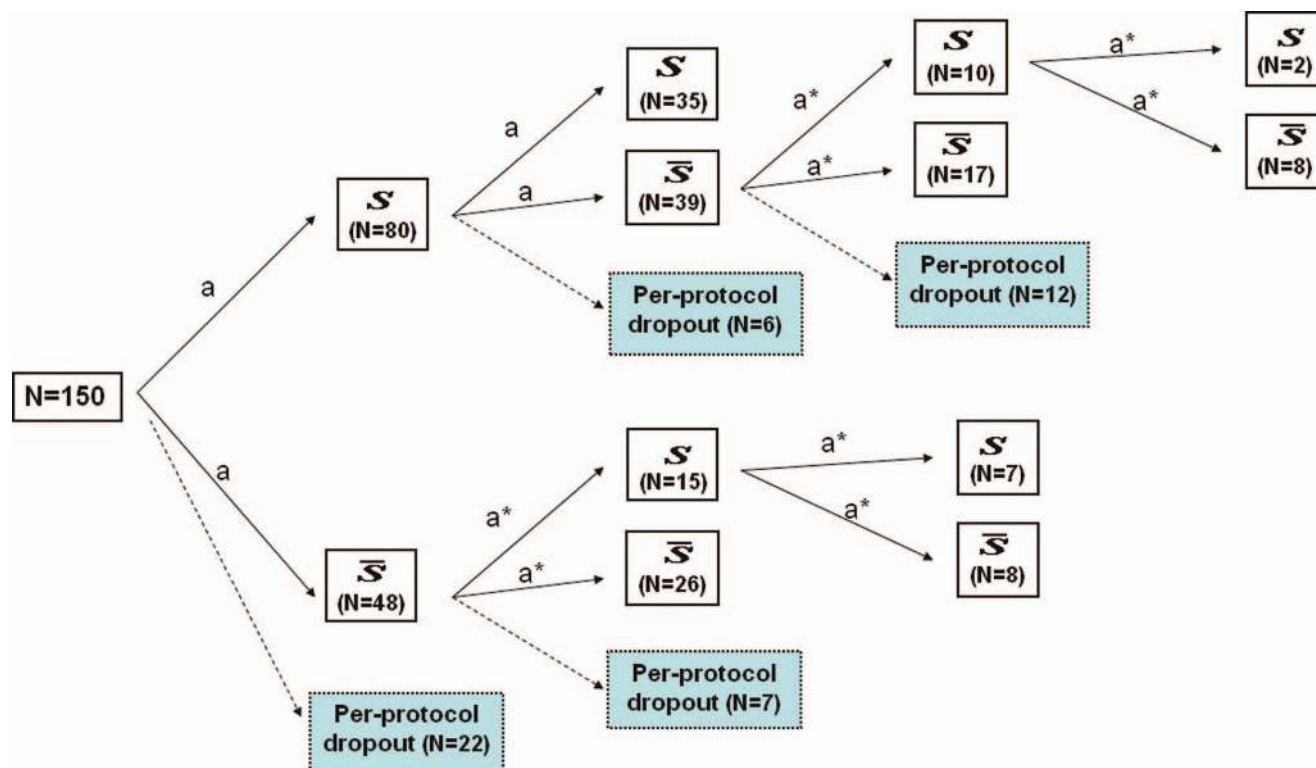 N=150
a
a
S
(N=80)
S̅
(N=48)
Per-protocol
dropout (N=22)
a
a
S
(N=35)
S̅
(N=39)
Per-protocol
dropout (N=6)
a*
a*
S
(N=15)
S̅
(N=26)
Per-protocol
dropout (N=7)
a*
a*
S
(N=10)
S̅
(N=17)
Per-protocol
dropout (N=12)
a*
a*
S
(N=7)
S̅
(N=8)
a*
a*
S
(N=2)
S̅
(N=8)